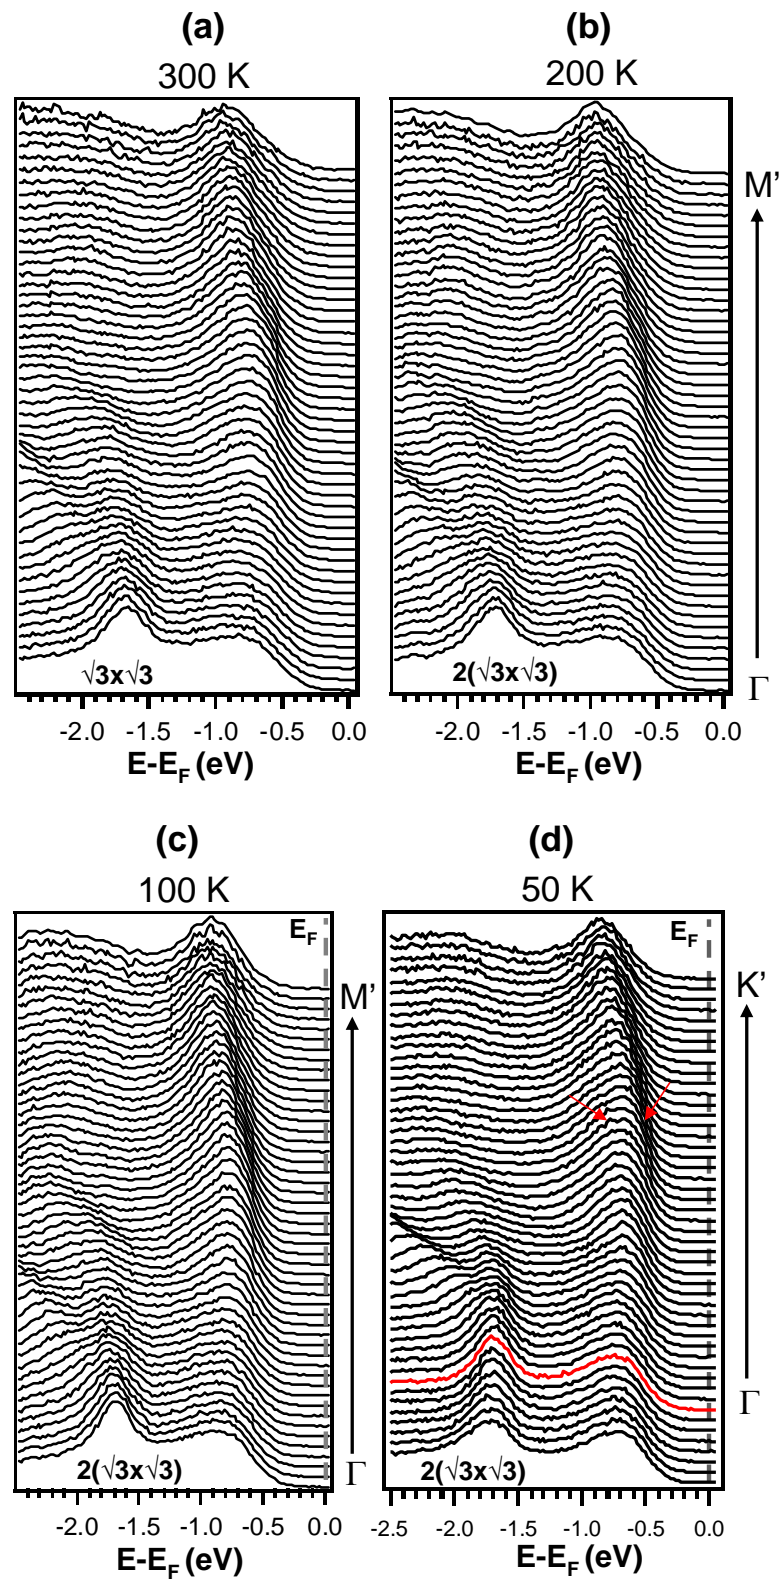 (a)
300 K
√3x√3
-2.0 -1.5 -1.0 -0.5 0.0
E-EF (eV)
(b)
200 K
2(√3x√3)
M’
Γ
-2.0 -1.5 -1.0 -0.5 0.0
E-EF (eV)
(c)
100 K
EF
2(√3x√3)
M’
Γ
-2.0 -1.5 -1.0 -0.5 0.0
E-EF (eV)
(d)
50 K
EF
2(√3x√3)
K’
Γ
-2.5 -2.0 -1.5 -1.0 -0.5 0.0
E-EF (eV)